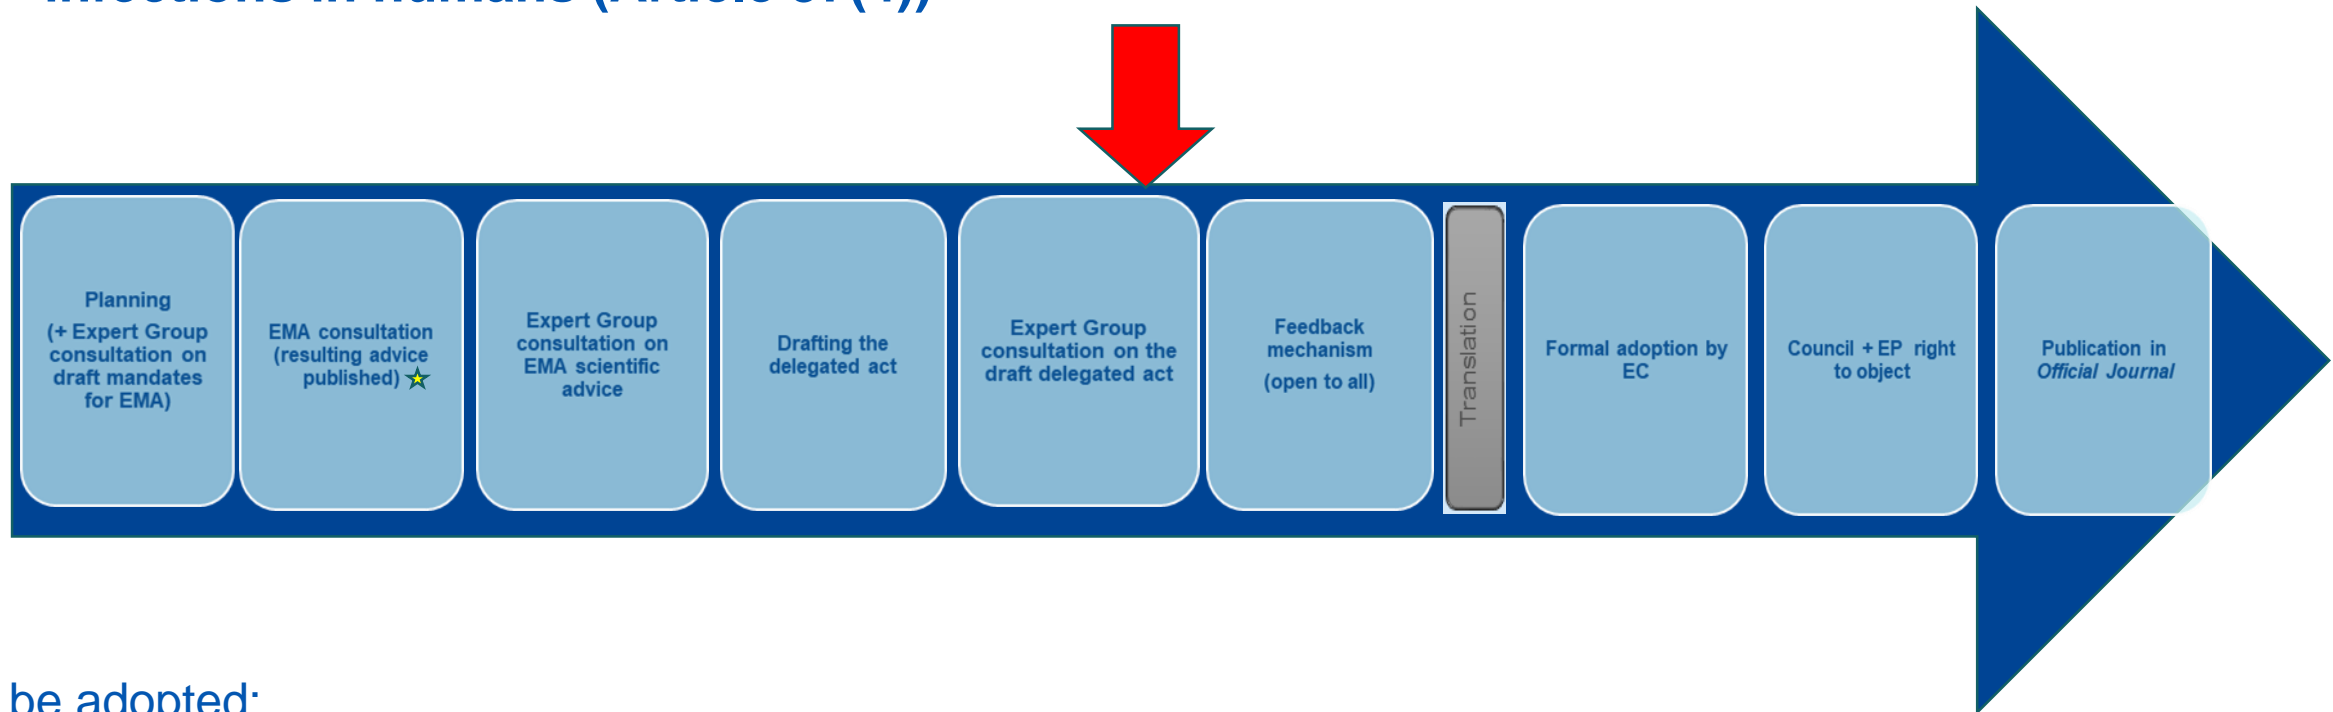 Planning
(+ Expert Group
consultation on
draft mandates
for EMA)
EMA consultation
(resulting advice
published)
Expert Group
consultation on
EMA scientific
advice
Drafting the
delegated act
Expert Group
consultation on the
draft delegated act
Feedback
mechanism
(open to all)
Translation
Formal adoption by
EC
Council + EP right
to object
Publication in
Official Journal
be adopted: